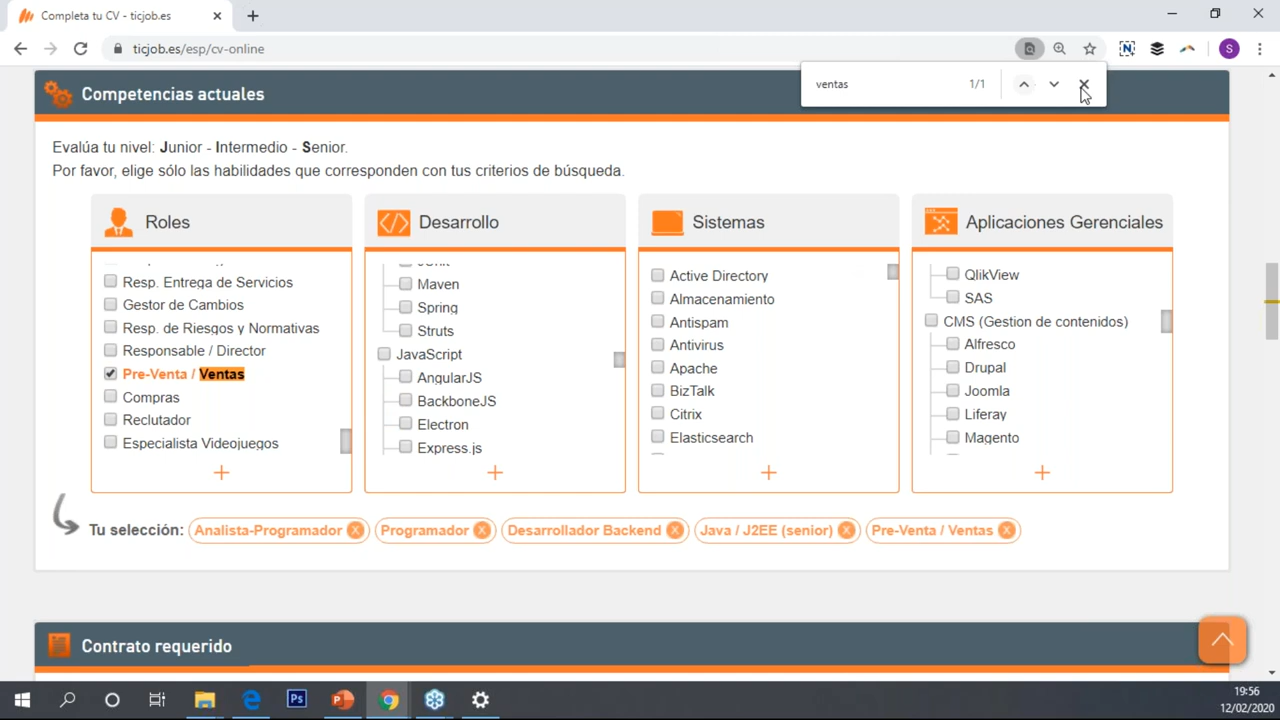 Completa tu CV - ticjob.es
ticjob.es/esp/cv-online
S
N
ventas 1/1
Competencias actuales
Evalúa tu nivel: Junior - Intermedio - Senior.
Por favor, elige sólo las habilidades que corresponden con tus criterios de búsqueda.
Roles
Resp. Entrega de Servicios
Gestor de Cambios
Resp. de Riesgos y Normativas
Responsable / Director
Pre-Venta / Ventas
Compras
Reclutador
Especialista Videojuegos
+
Desarrollo
Maven
Spring
Struts
JavaScript
AngularJS
BackboneJS
Electron
Express.js
+
Sistemas
Active Directory
Almacenamiento
Antispam
Antivirus
Apache
BizTalk
Citrix
Elasticsearch
+
Aplicaciones Gerenciales
QlikView
SAS
CMS (Gestion de contenidos)
Alfresco
Drupal
Joomla
Liferay
Magento
+
Tu selección: Analista-Programador Programador Desarrollador Backend Java / J2EE (senior) Pre-Venta / Ventas
Contrato requerido
Ps
19:56
12/02/2020